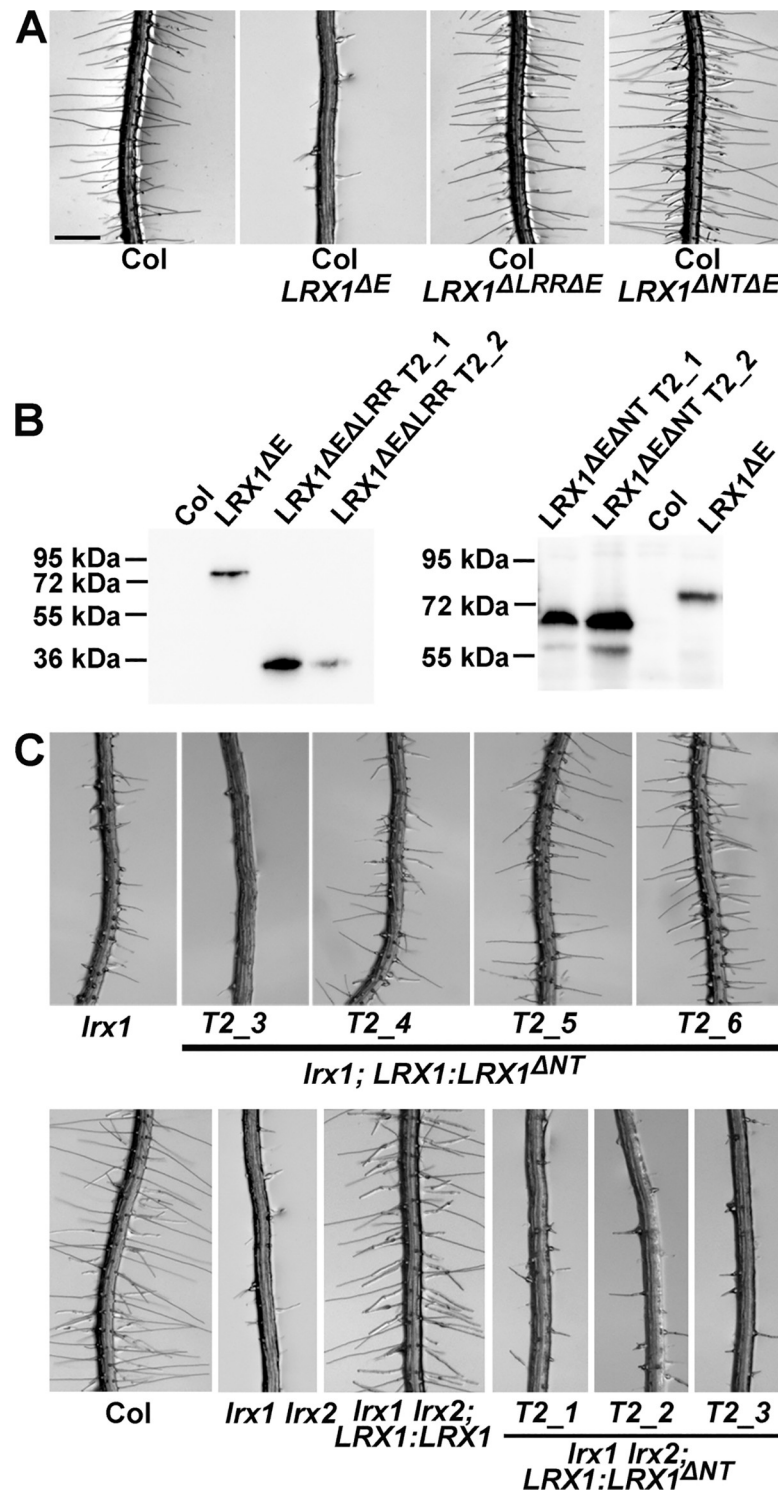 A
Col
Col
LRX1ΔE
Col
LRX1ΔLRRΔE
Col
LRX1ΔNTΔE
B
Col
LRX1ΔE
LRX1ΔEΔLRR T2_1
LRX1ΔEΔLRR T2_2
95 kDa
72 kDa
55 kDa
36 kDa
LRX1ΔEΔNT T2_1
LRX1ΔEΔNT T2_2
Col
LRX1ΔE
95 kDa
72 kDa
55 kDa
C
lrx1
T2_3
T2_4
T2_5
T2_6
lrx1; LRX1:LRX1ΔNT
Col
lrx1 lrx2
lrx1 lrx2;
LRX1:LRX1
T2_1
T2_2
T2_3
lrx1 lrx2;
LRX1:LRX1ΔNT